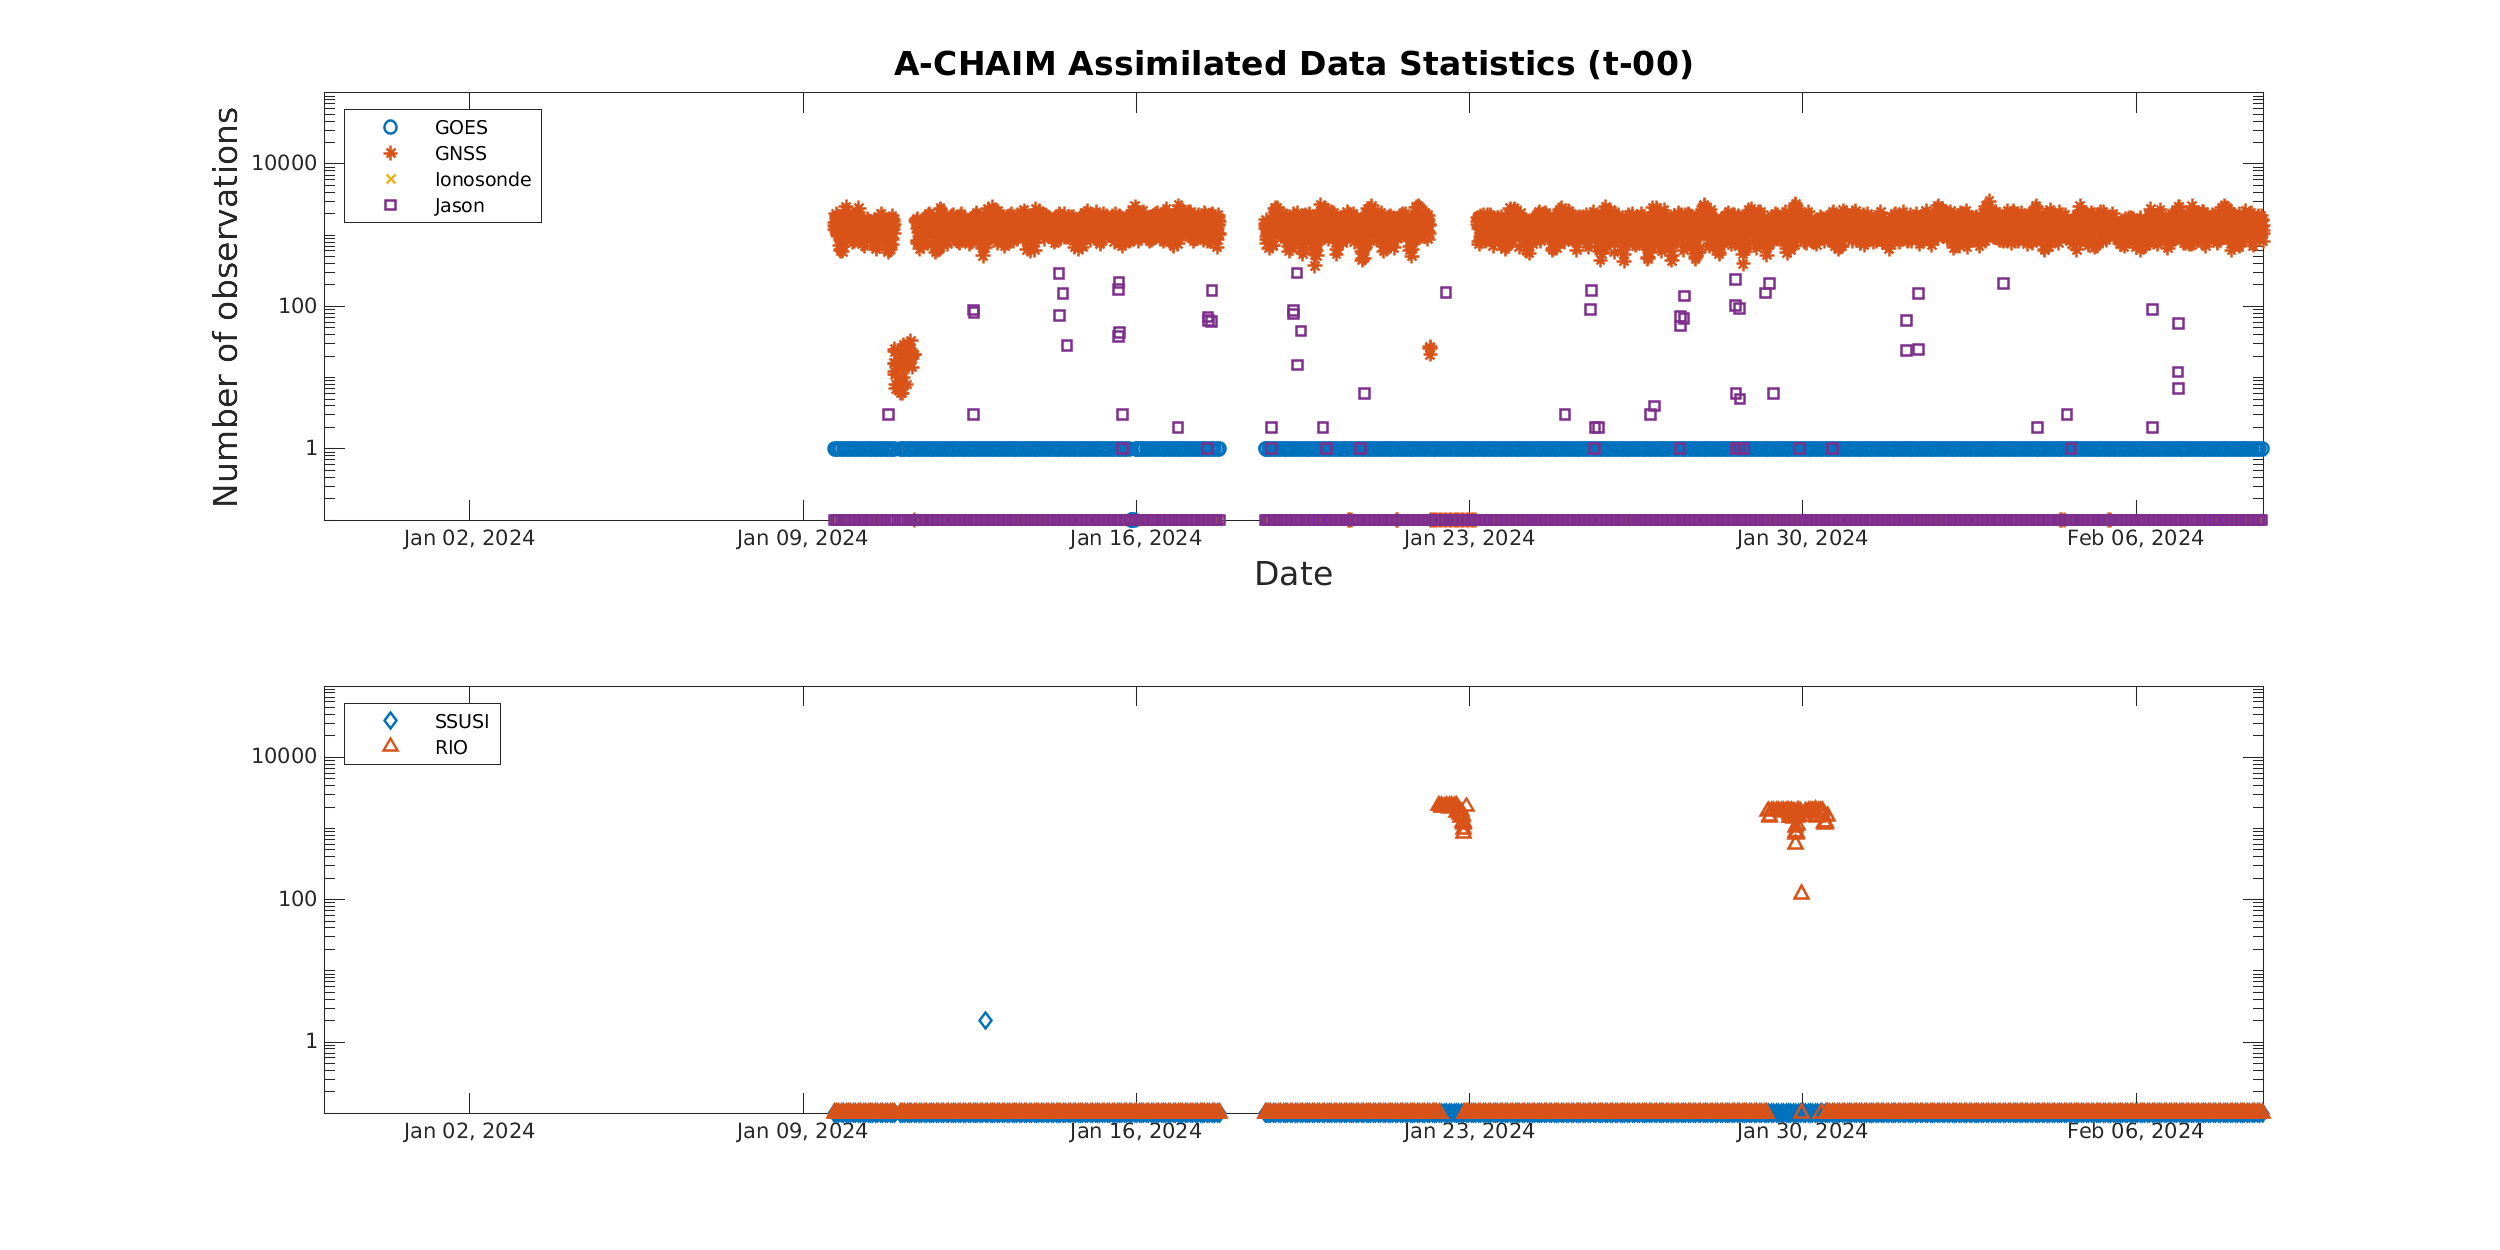 A-CHAIM Assimilated Data Statistics (t-00)
Number of observations
10000
100
1
GOES
GNSS
Ionosonde
Jason
Jan 02, 2024
Jan 09, 2024
Jan 16, 2024
Jan 23, 2024
Jan 30, 2024
Feb 06, 2024
Date
10000
100
1
SSUSI
RIO
Jan 02, 2024
Jan 09, 2024
Jan 16, 2024
Jan 23, 2024
Jan 30, 2024
Feb 06, 2024